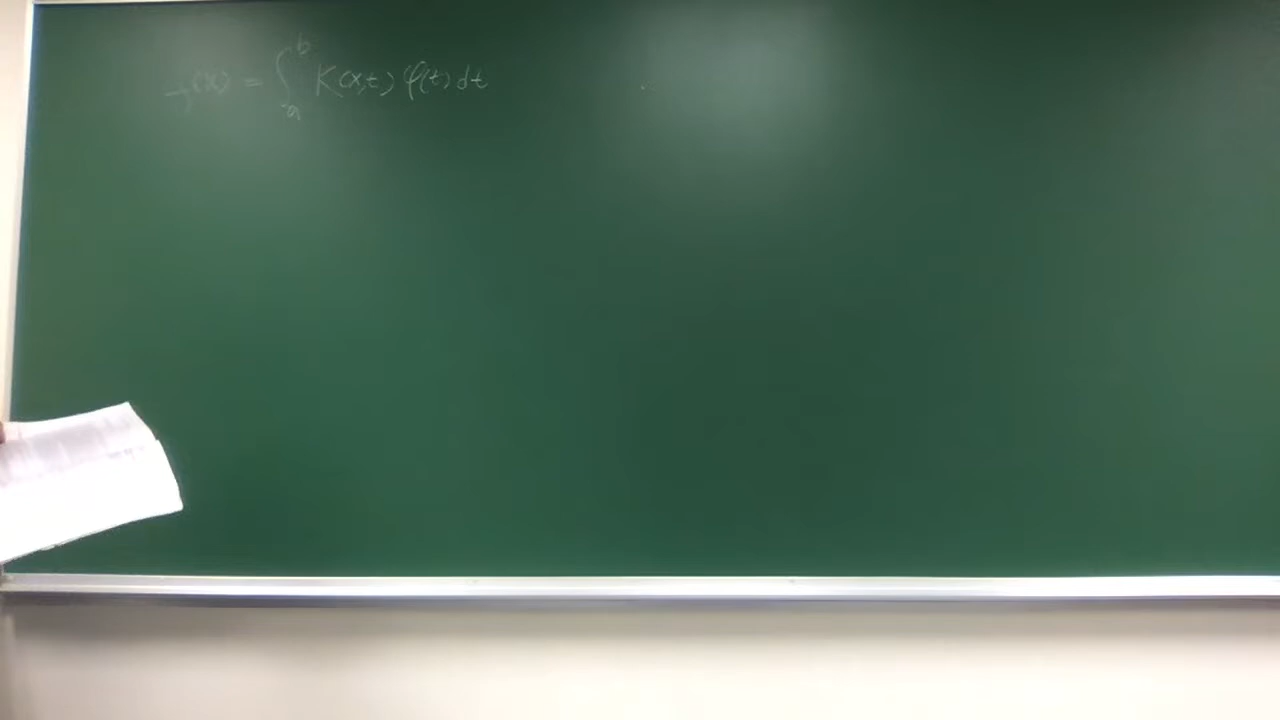 f(x) = ∫_a^b K(x,t) φ(t) dt